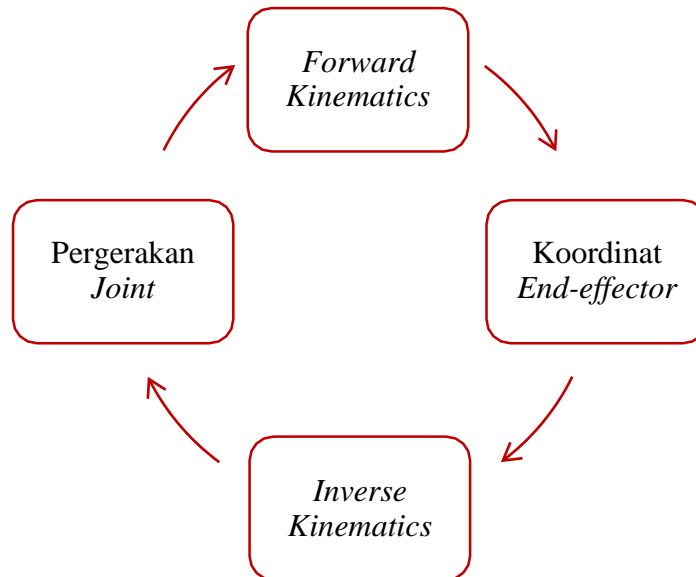 Forward
Kinematics
Pergerakan
Joint
Koordinat
End-effector
Inverse
Kinematics